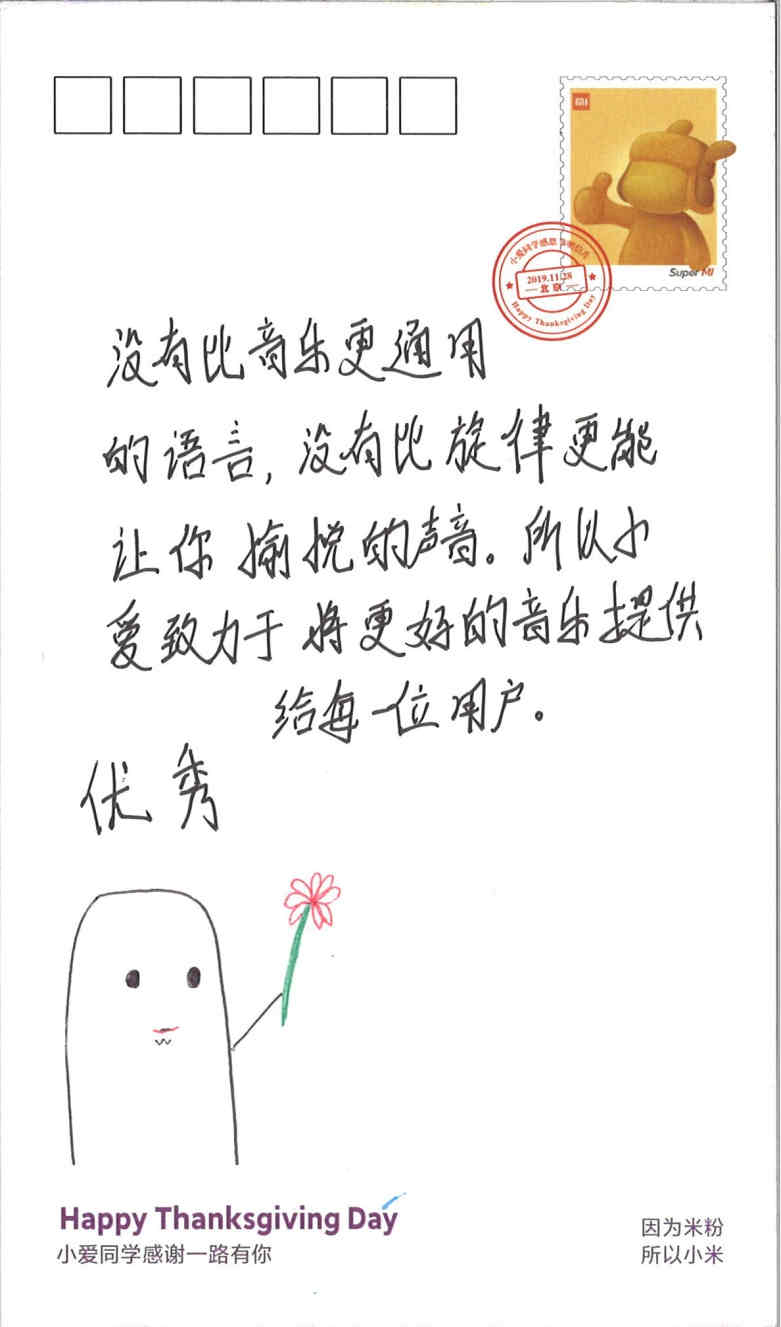 MI
Super MI
小爱同学感恩
2019.11.28
北京
Happy Thanksgiving Day
没有比音乐更通用
的语言，没有比旋律更能
让你愉悦的声音。所以小
爱致力于将更好的音乐提供
给每一位用户。
优秀
Happy Thanksgiving Day
小爱同学感谢一路有你
因为米粉
所以小米